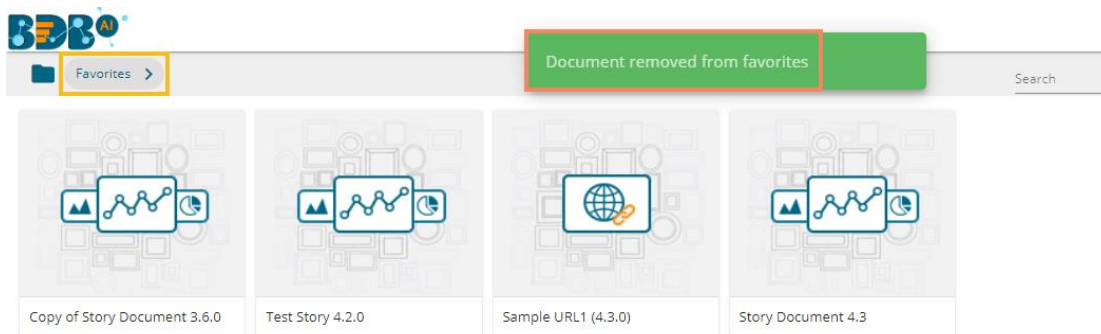 BDB AI
Document removed from favorites
Favorites
Search
Copy of Story Document 3.6.0
Test Story 4.2.0
Sample URL1 (4.3.0)
Story Document 4.3